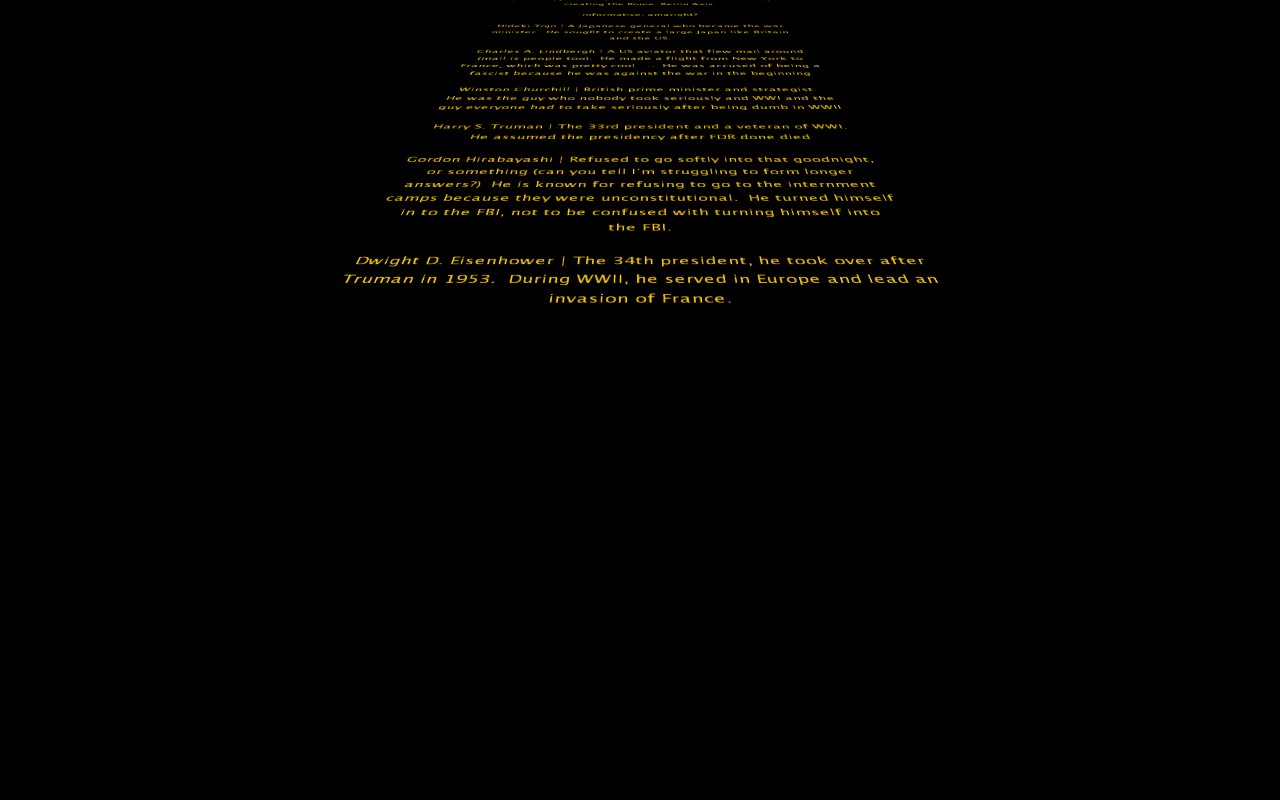 creating the Rome-Berlin Axis.
informative, amaright?
Hideki Tojo | A Japanese general who became the war
minister. He sought to create a large Japan like Britain
and the US.
Charles A. Lindbergh | A US aviator that flew mail around
(mail is people too). He made a flight from New York to
France, which was pretty cool He was accused of being a
fascist because he was against the war in the beginning
Winston Churchill | British prime minister and strategist.
He was the guy who nobody took seriously and WWI and the
guy everyone had to take seriously after being dumb in WWII
Harry S. Truman | The 33rd president and a veteran of WWI.
He assumed the presidency after FDR done died
Gordon Hirabayashi | Refused to go softly into that goodnight,
or something (can you tell I'm struggling to form longer
answers?) He is known for refusing to go to the internment
camps because they were unconstitutional. He turned himself
in to the FBI, not to be confused with turning himself into
the FBI.
Dwight D. Eisenhower | The 34th president, he took over after
Truman in 1953. During WWII, he served in Europe and lead an
invasion of France.